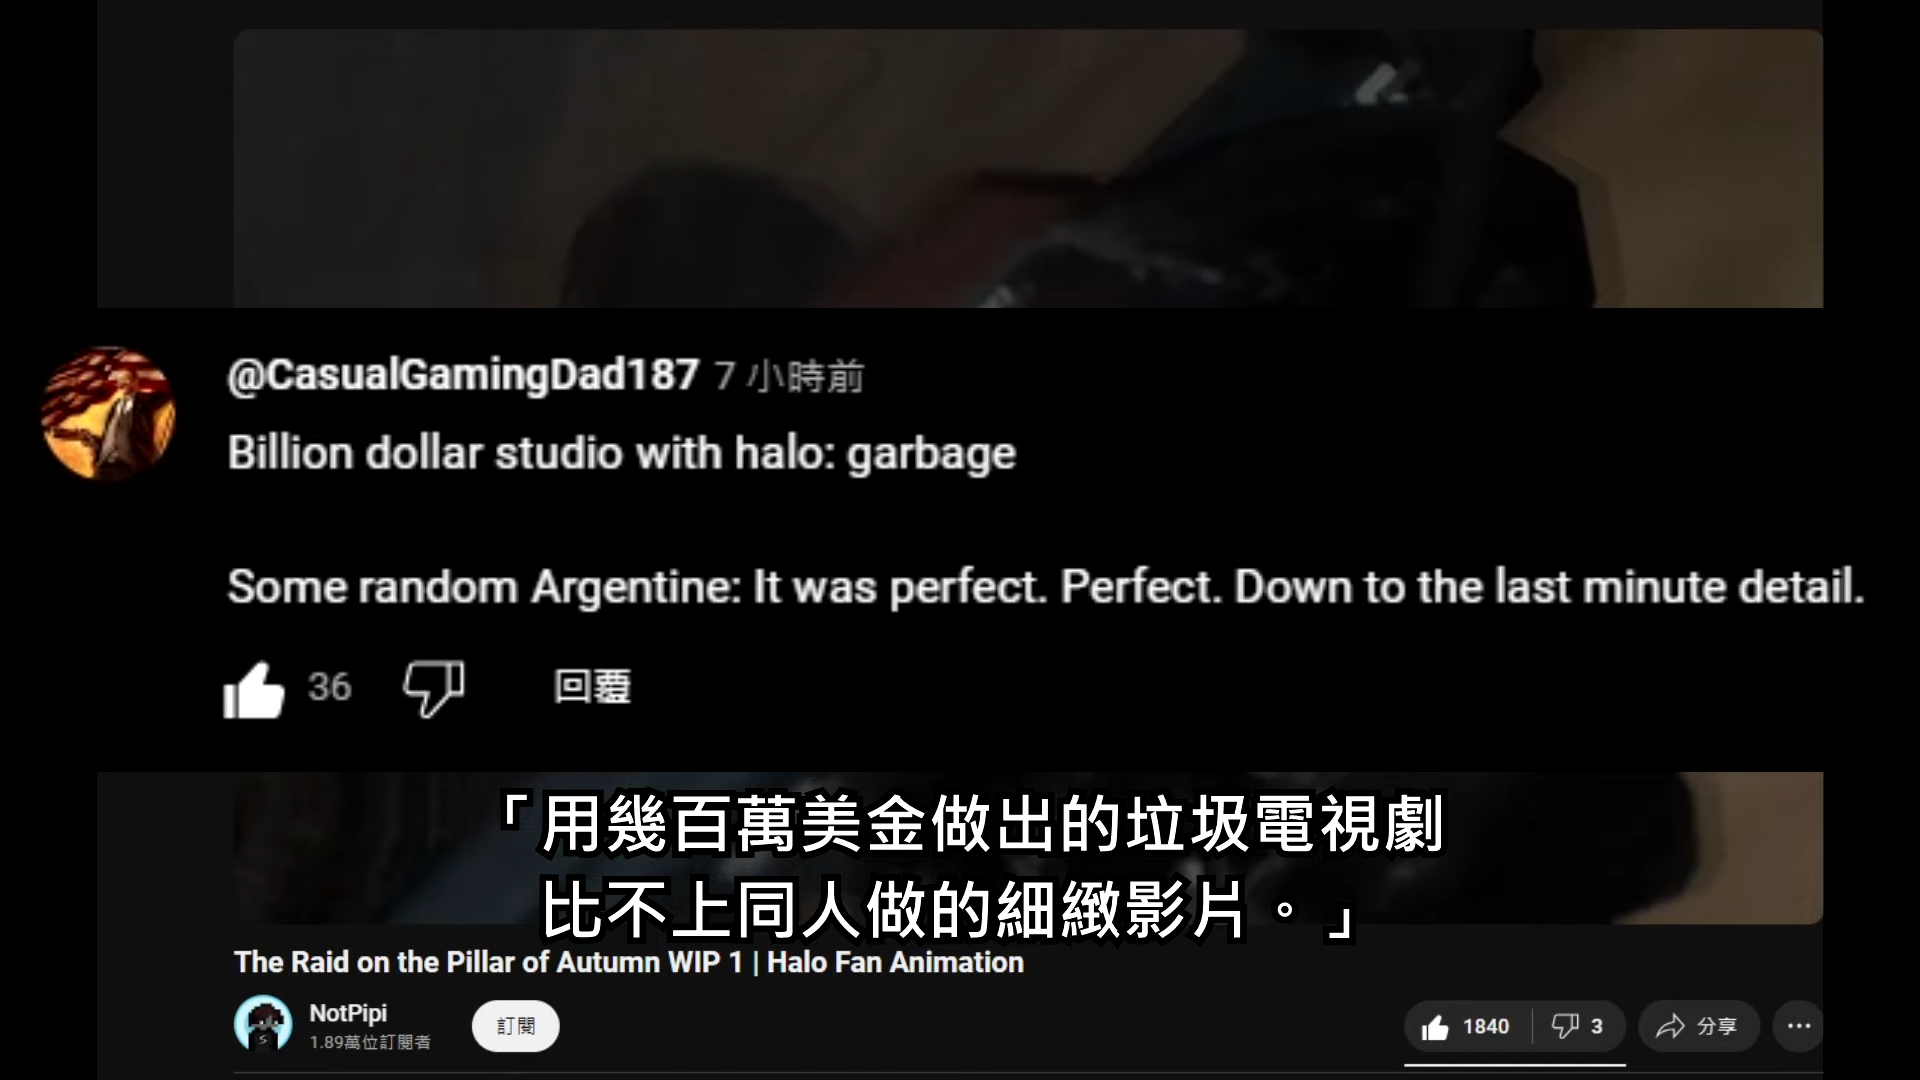 @CasualGamingDad187 7 小時前
Billion dollar studio with halo: garbage
Some random Argentine: It was perfect. Perfect. Down to the last minute detail.
36 回覆
「用幾百萬美金做出的垃圾電視劇
比不上同人做的細緻影片。」
The Raid on the Pillar of Autumn WIP 1 | Halo Fan Animation
NotPipi
1.89萬位訂閱者
訂閱
1840 3 分享